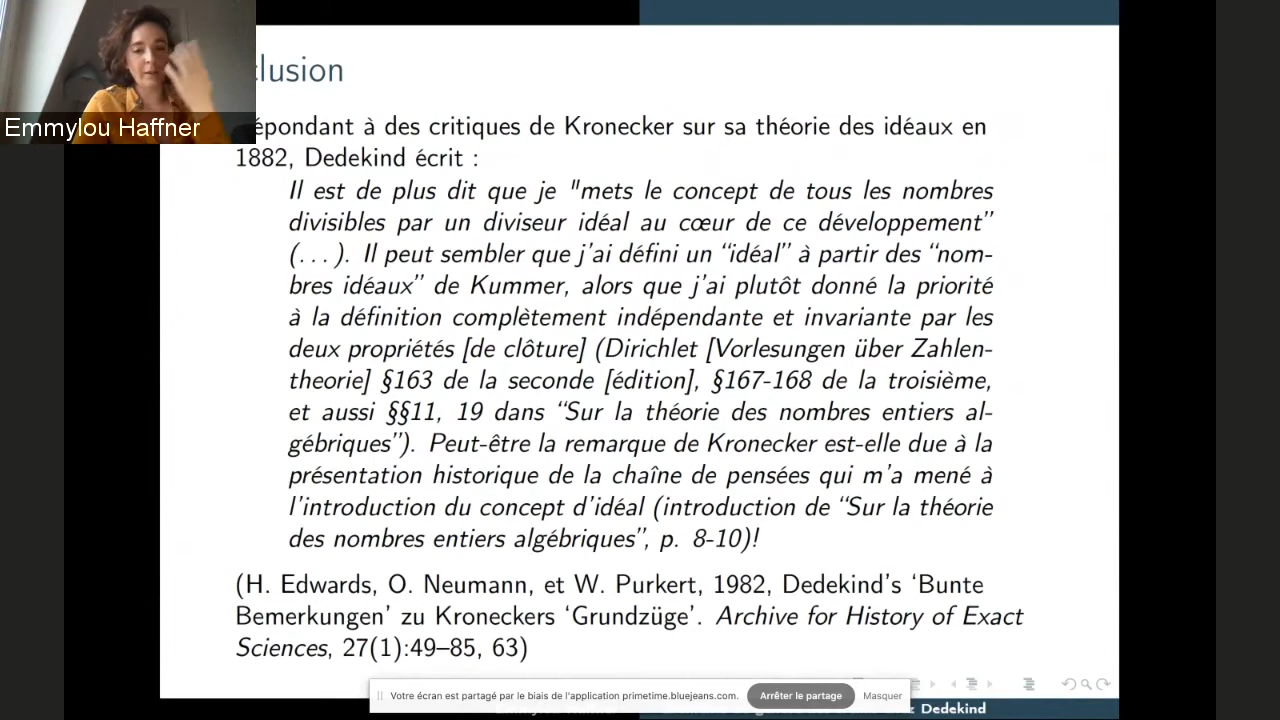 clusion
Emmylou Haffner
épondant à des critiques de Kronecker sur sa théorie des idéaux en
1882, Dedekind écrit :
Il est de plus dit que je "mets le concept de tous les nombres
divisibles par un diviseur idéal au cœur de ce développement”
(. . . ). Il peut sembler que j’ai défini un “idéal” à partir des “nom-
bres idéaux” de Kummer, alors que j’ai plutôt donné la priorité
à la définition complètement indépendante et invariante par les
deux propriétés [de clôture] (Dirichlet [Vorlesungen über Zahlen-
theorie] §163 de la seconde [édition], §167-168 de la troisième,
et aussi §§11, 19 dans “Sur la théorie des nombres entiers al-
gébriques”). Peut-être la remarque de Kronecker est-elle due à la
présentation historique de la chaîne de pensées qui m’a mené à
l’introduction du concept d’idéal (introduction de “Sur la théorie
des nombres entiers algébriques”, p. 8-10)!
(H. Edwards, O. Neumann, et W. Purkert, 1982, Dedekind’s ‘Bunte
Bemerkungen’ zu Kroneckers ‘Grundzüge’. Archive for History of Exact
Sciences, 27(1):49–85, 63)
Votre écran est partagé par le biais de l'application primetime.bluejeans.com.
Arrêter le partage
Masquer
Dedekind